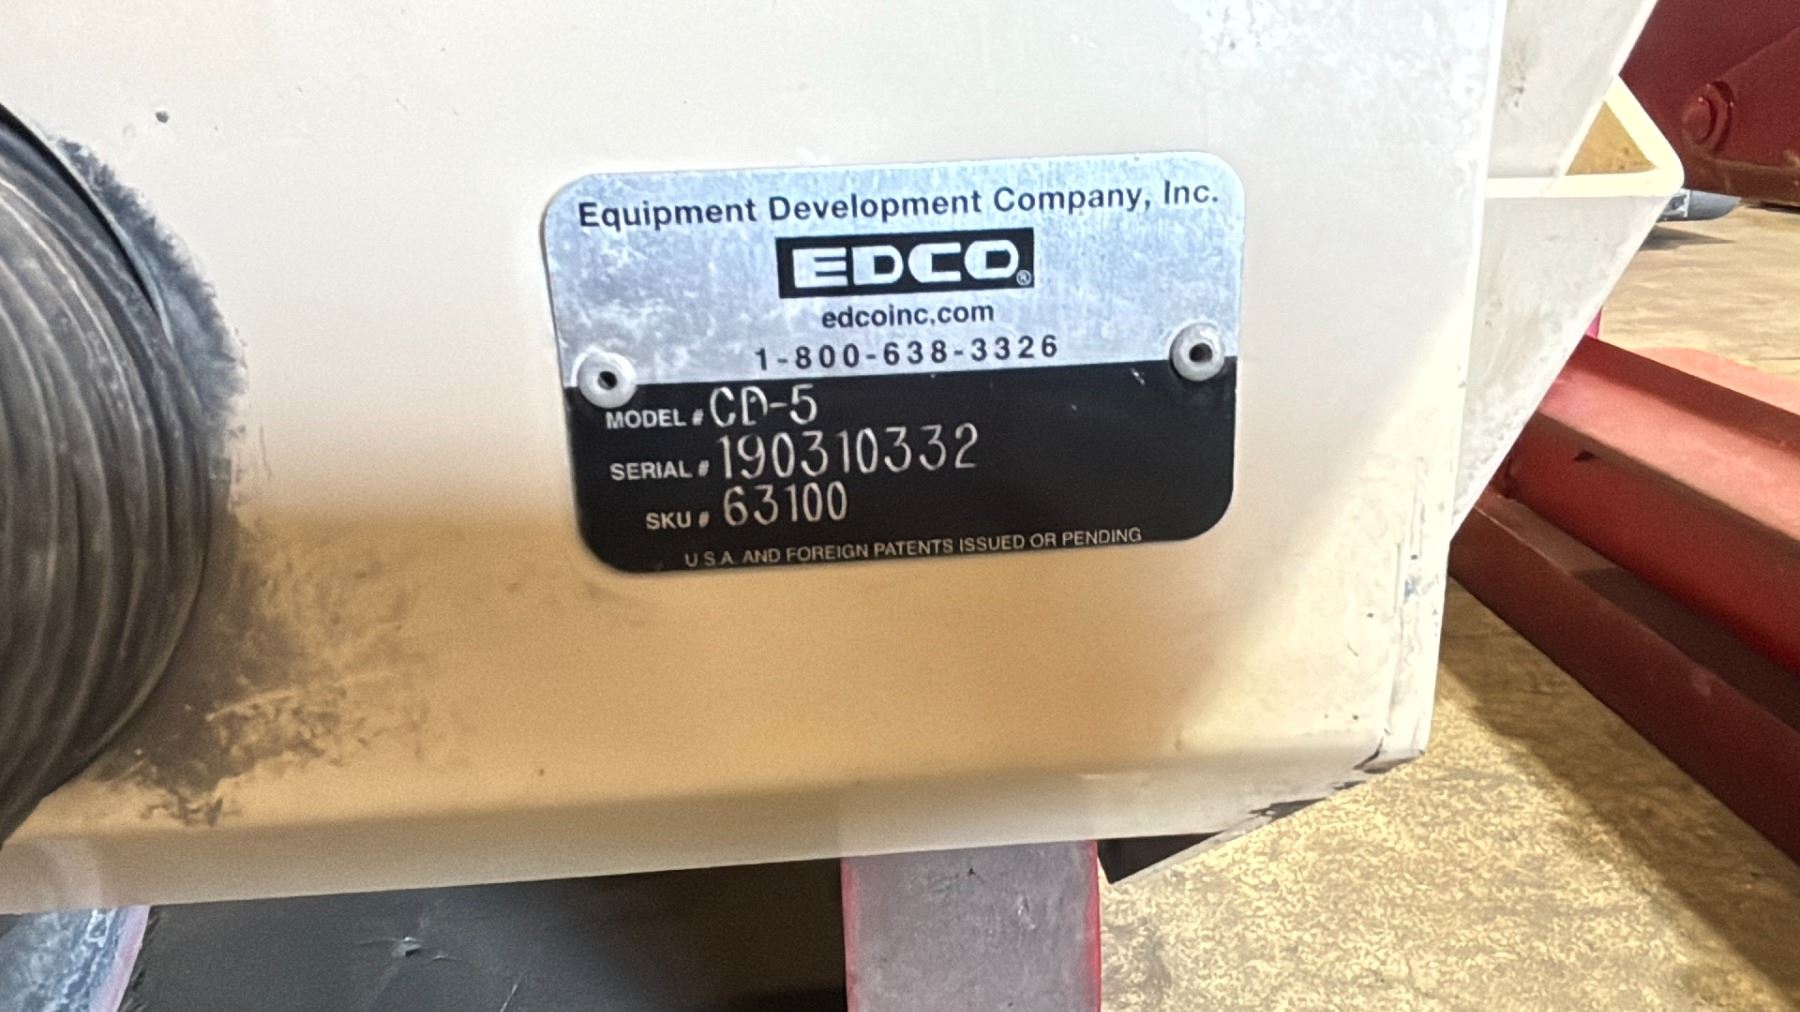 Equipment Development Company, Inc.
EDCO®
edcoinc.com
1-800-638-3326
MODEL # CD-5
SERIAL # 190310332
SKU # 63100
U.S.A. AND FOREIGN PATENTS ISSUED OR PENDING